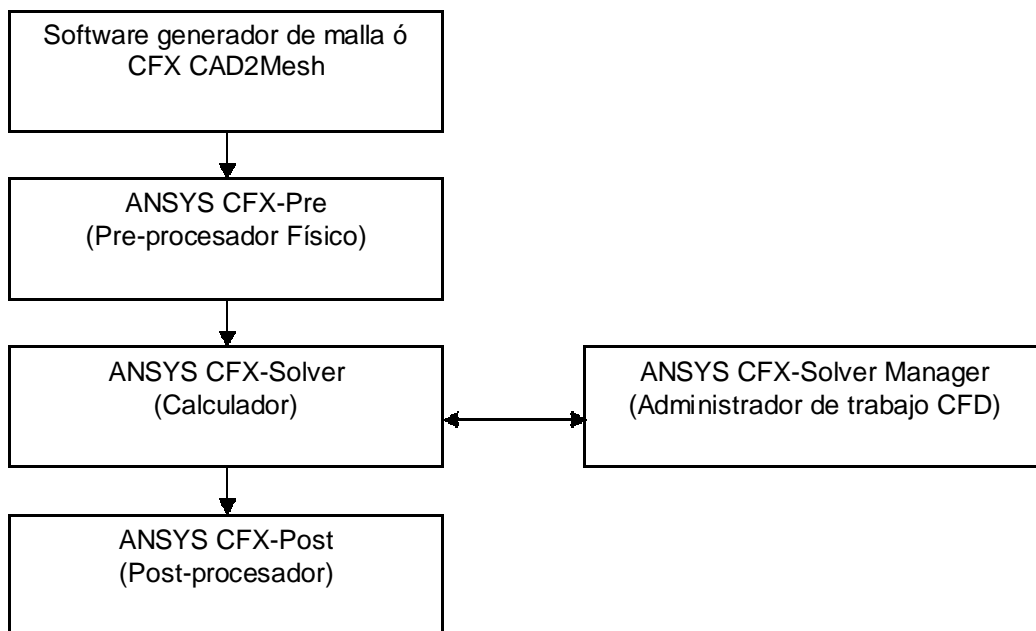 Software generador de malla ó
CFX CAD2Mesh
ANSYS CFX-Pre
(Pre-procesador Físico)
ANSYS CFX-Solver
(Calculador)
ANSYS CFX-Solver Manager
(Administrador de trabajo CFD)
ANSYS CFX-Post
(Post-procesador)